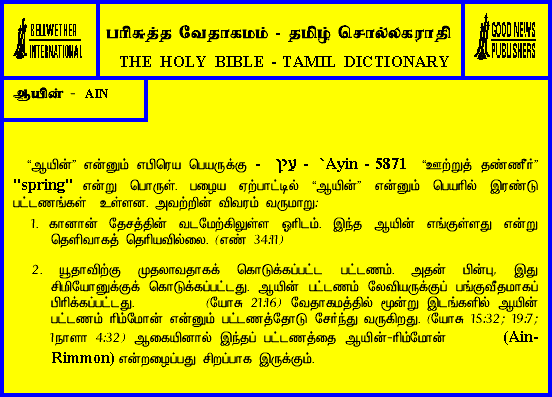 BELLWETHER
INTERNATIONAL
பரிசுத்த வேதாகமம் - தமிழ் சொல்லகராதி
THE HOLY BIBLE - TAMIL DICTIONARY
GOOD NEWS
PUBLISHERS
ஆயின் - AIN
“ஆயின்” என்னும் எபிரெய பெயருக்கு - עין - `Ayin - 5871 “ஊற்றுத் தண்ணீர்”
"spring" என்று பொருள். பழைய ஏற்பாட்டில் “ஆயின்” என்னும் பெயரில் இரண்டு
பட்டணங்கள் உள்ளன. அவற்றின் விவரம் வருமாறு:
1. கானான் தேசத்தின் வடமேற்கிலுள்ள ஓரிடம். இந்த ஆயின் எங்குள்ளது என்று
தெளிவாகத் தெரியவில்லை. (எண் 34:11)
2. யூதாவிற்கு முதலாவதாகக் கொடுக்கப்பட்ட பட்டணம். அதன் பின்பு, இது
சிமியோனுக்குக் கொடுக்கப்பட்டது. ஆயின் பட்டணம் லேவியருக்குப் பங்குவீதமாகப்
பிரிக்கப்பட்டது. (யோசு 21:16) வேதாகமத்தில் மூன்று இடங்களில் ஆயின்
பட்டணம் ரிம்மோன் என்னும் பட்டணத்தோடு சேர்ந்து வருகிறது. (யோசு 15:32; 19:7;
1நாளா 4:32) ஆகையினால் இந்தப் பட்டணத்தை ஆயின்-ரிம்மோன் (Ain-
Rimmon) என்றழைப்பது சிறப்பாக இருக்கும்.